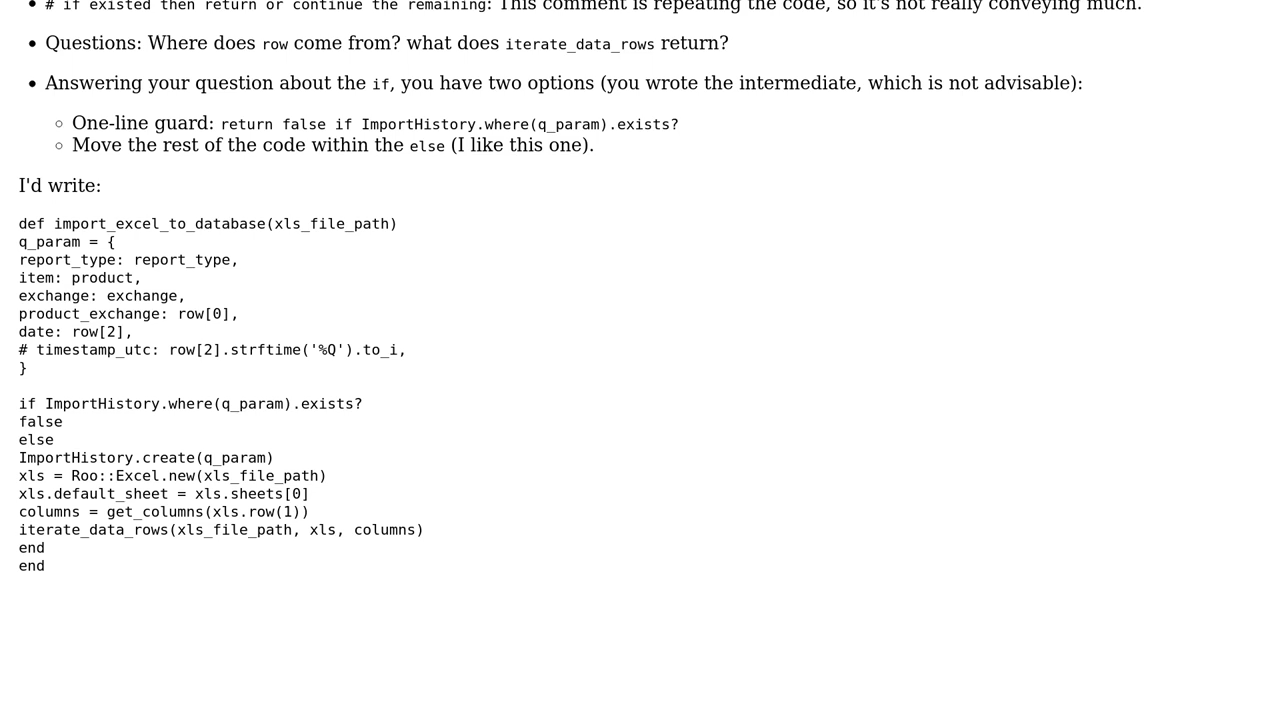 # if existed then return or continue the remaining: This comment is repeating the code, so it's not really conveying much.
Questions: Where does row come from? what does iterate_data_rows return?
Answering your question about the if, you have two options (you wrote the intermediate, which is not advisable):
One-line guard: return false if ImportHistory.where(q_param).exists?
Move the rest of the code within the else (I like this one).
I'd write:
def import_excel_to_database(xls_file_path)
q_param = {
report_type: report_type,
item: product,
exchange: exchange,
product_exchange: row[0],
date: row[2],
# timestamp_utc: row[2].strftime('%Q').to_i,
}
if ImportHistory.where(q_param).exists?
false
else
ImportHistory.create(q_param)
xls = Roo::Excel.new(xls_file_path)
xls.default_sheet = xls.sheets[0]
columns = get_columns(xls.row(1))
iterate_data_rows(xls_file_path, xls, columns)
end
end